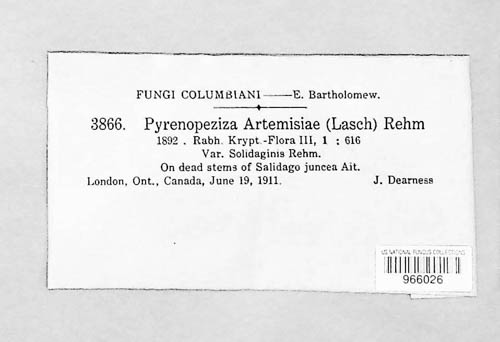 FUNGI COLUMBIANI—E. Bartholomew.
3866. Pyrenopeziza Artemisiae (Lasch) Rehm
1892 . Rabh. Krypt.-Flora III, 1 : 616
Var. Solidaginis Rehm.
On dead stems of Salidago juncea Ait.
London, Ont., Canada, June 19, 1911. J. Dearness
US NATIONAL FUNGUS COLLECTIONS
966026